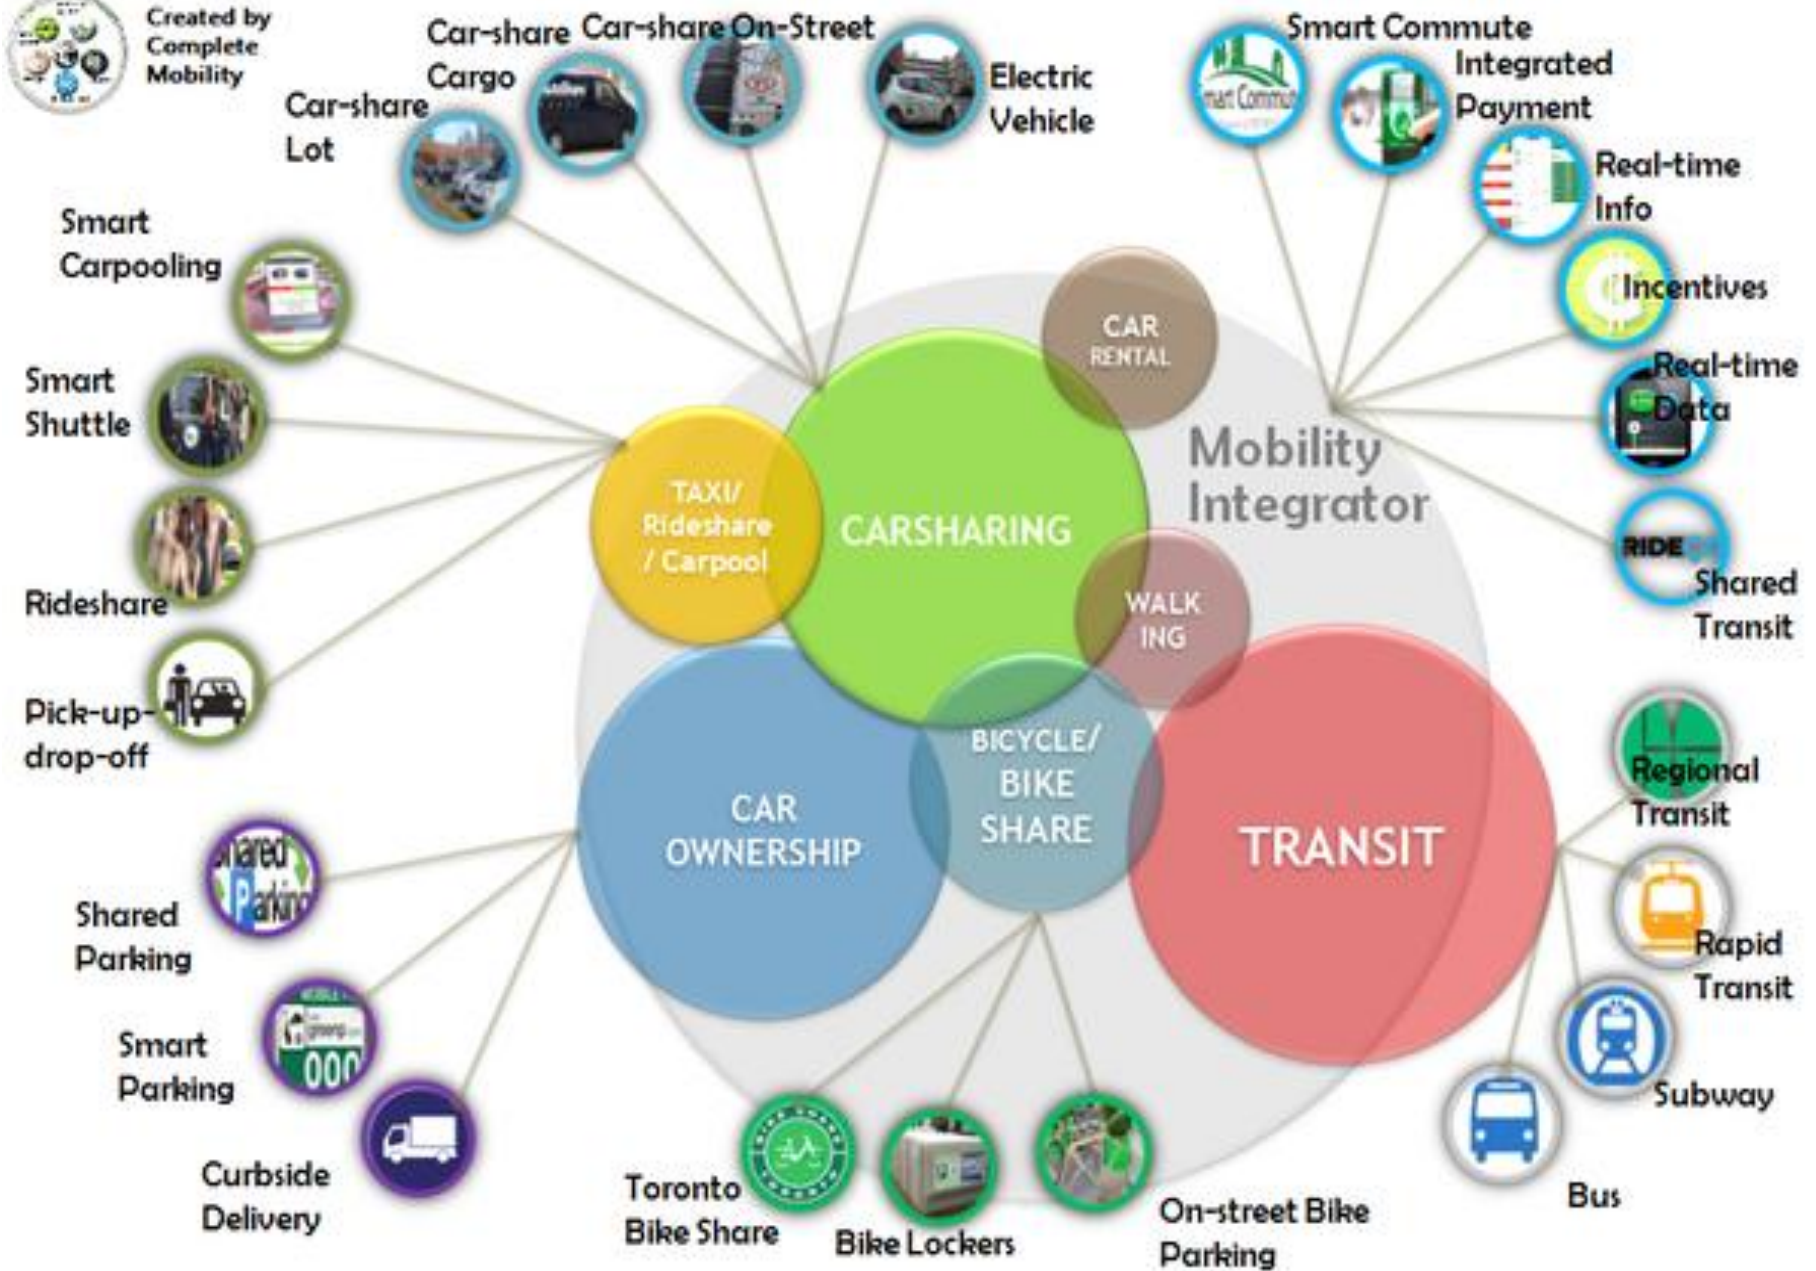 Created by
Complete
Mobility
Car-share
Cargo
Car-share On-Street
Car-share
Lot
Electric
Vehicle
Smart Commute
Integrated
Payment
Real-time
Info
Incentives
Real-time
Data
RIDE
Shared
Transit
Smart
Carpooling
Smart
Shuttle
Rideshare
Pick-up-
drop-off
CAR
RENTAL
Mobility
Integrator
TAXI/
Rideshare
/ Carpool
CARSHARING
WALK
ING
CAR
OWNERSHIP
BICYCLE/
BIKE
SHARE
TRANSIT
Regional
Transit
Rapid
Transit
Subway
Bus
Shared
Parking
Shared
Parking
Smart
Parking
000
Curbside
Delivery
Toronto
Bike Share
BIKE SHARE
TORONTO
Bike Lockers
On-street Bike
Parking